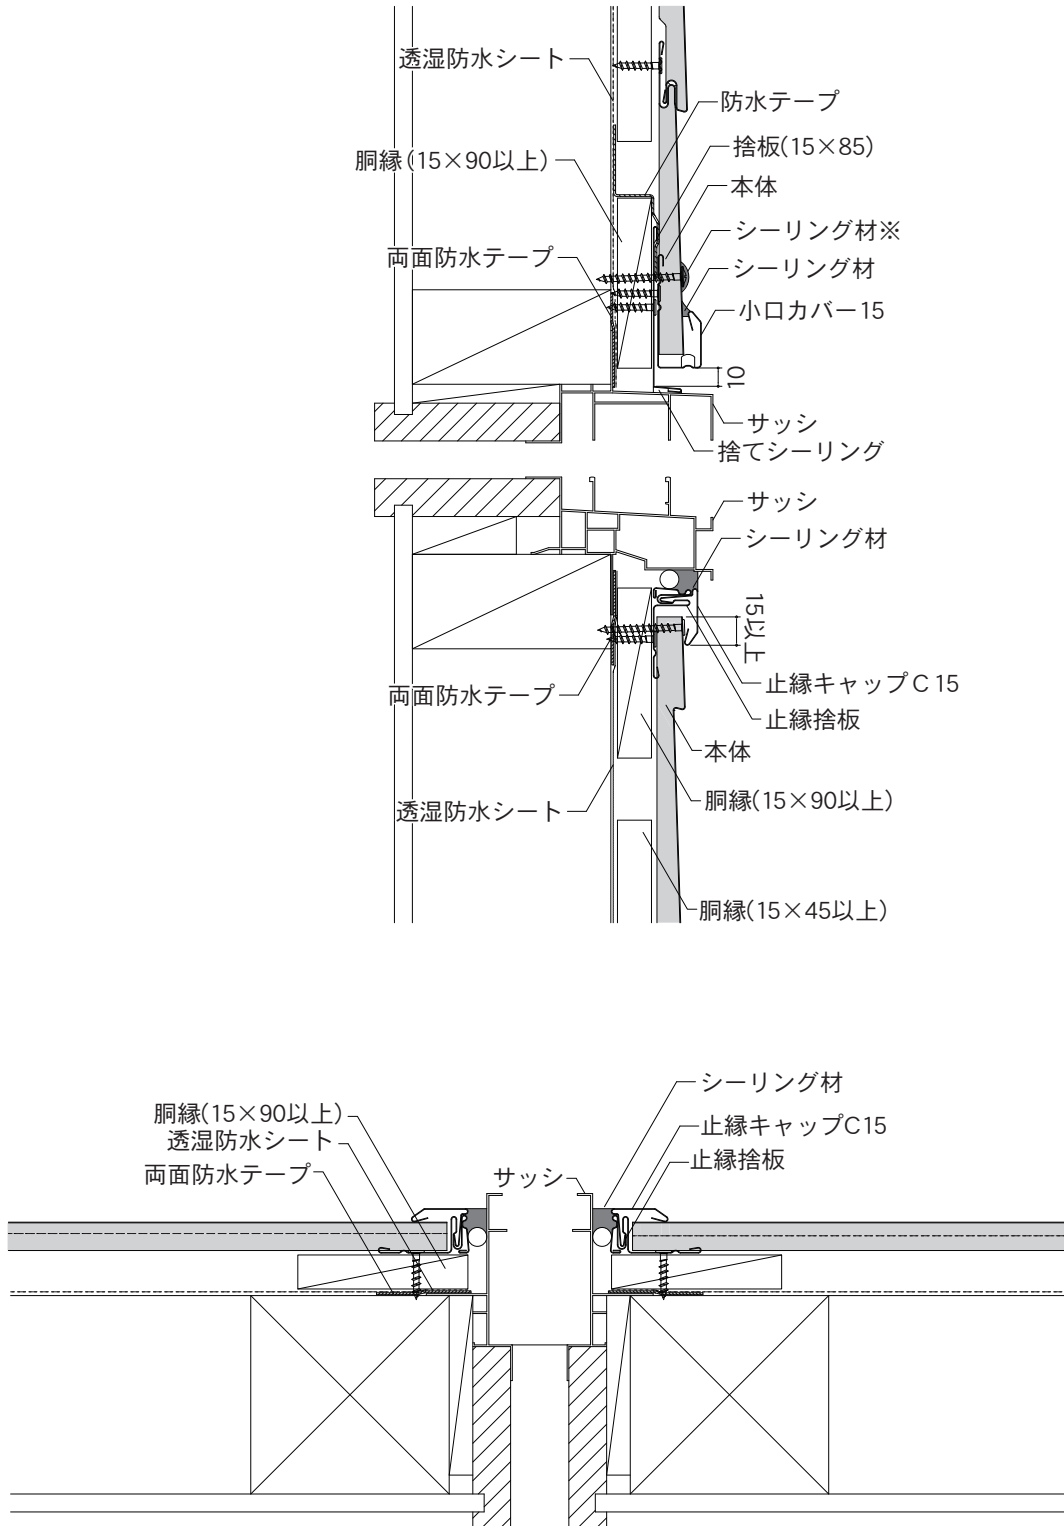 透湿防水シート
防水テープ
捨板(15×85)
胴縁(15×90以上)
本体
シーリング材※
両面防水テープ
シーリング材
小口カバー15
10
サッシ
捨てシーリング
サッシ
シーリング材
15以上
止縁キャップC15
両面防水テープ
止縁捨板
本体
胴縁(15×90以上)
透湿防水シート
胴縁(15×45以上)
シーリング材
胴縁(15×90以上)
止縁キャップC15
透湿防水シート
止縁捨板
両面防水テープ
サッシ